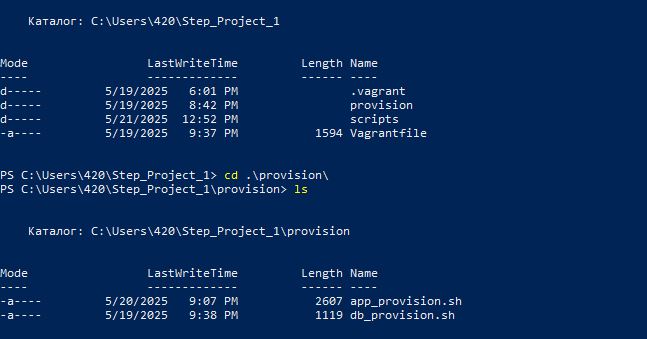 Каталог: C:\Users\420\Step_Project_1
Mode LastWriteTime Length Name
---- ------------- ------ ----
d----- 5/19/2025 6:01 PM .vagrant
d----- 5/19/2025 8:42 PM provision
d----- 5/21/2025 12:52 PM scripts
-a---- 5/19/2025 9:37 PM 1594 Vagrantfile
PS C:\Users\420\Step_Project_1> cd .\provision\
PS C:\Users\420\Step_Project_1\provision> ls
Каталог: C:\Users\420\Step_Project_1\provision
Mode LastWriteTime Length Name
---- ------------- ------ ----
-a---- 5/20/2025 9:07 PM 2607 app_provision.sh
-a---- 5/19/2025 9:38 PM 1119 db_provision.sh